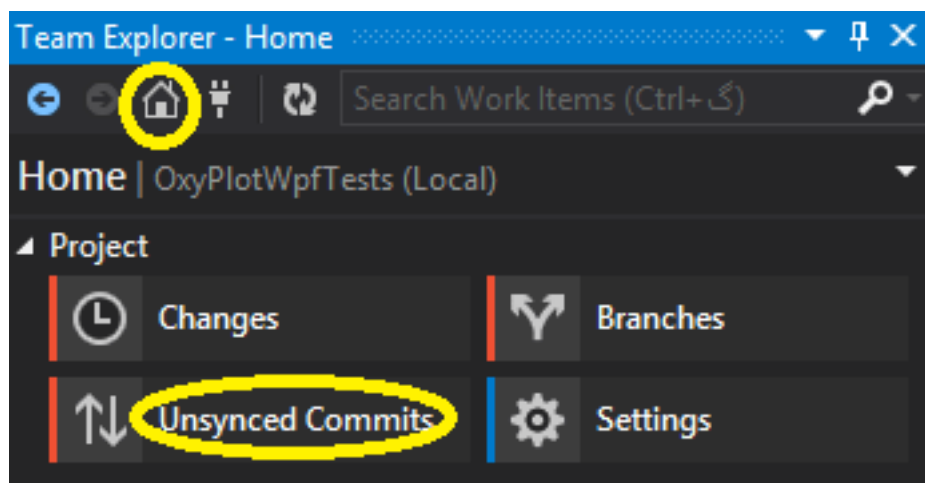 Team Explorer - Home
Search Work Items (Ctrl+گ)
Home | OxyPlotWpfTests (Local)
Project
Changes
Branches
Unsynced Commits
Settings